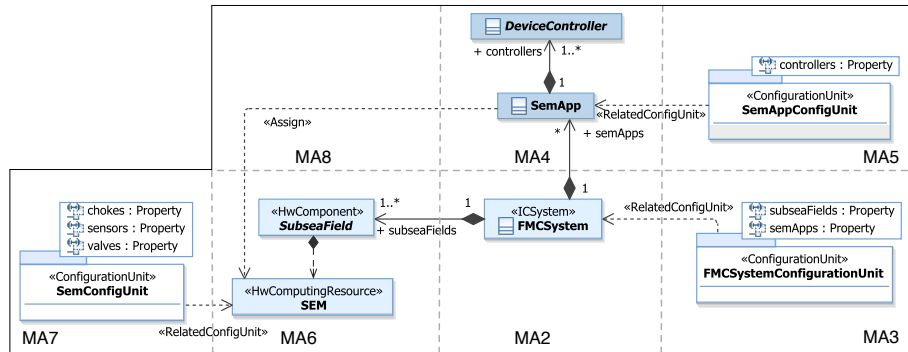 DeviceController
+ controllers
1..*
1
controllers : Property
«ConfigurationUnit»
SemAppConfigUnit
SemApp
«RelatedConfigUnit»
«Assign»
*
+ semApps
MA8
MA4
MA5
1
chokes : Property
sensors : Property
valves : Property
«ConfigurationUnit»
SemConfigUnit
«HwComponent»
SubseaField
1..*
1
+ subseaFields
«ICSystem»
FMCSystem
«RelatedConfigUnit»
subseaFields : Property
semApps : Property
«ConfigurationUnit»
FMCSystemConfigurationUnit
«HwComputingResource»
SEM
«RelatedConfigUnit»
MA7
MA6
MA2
MA3